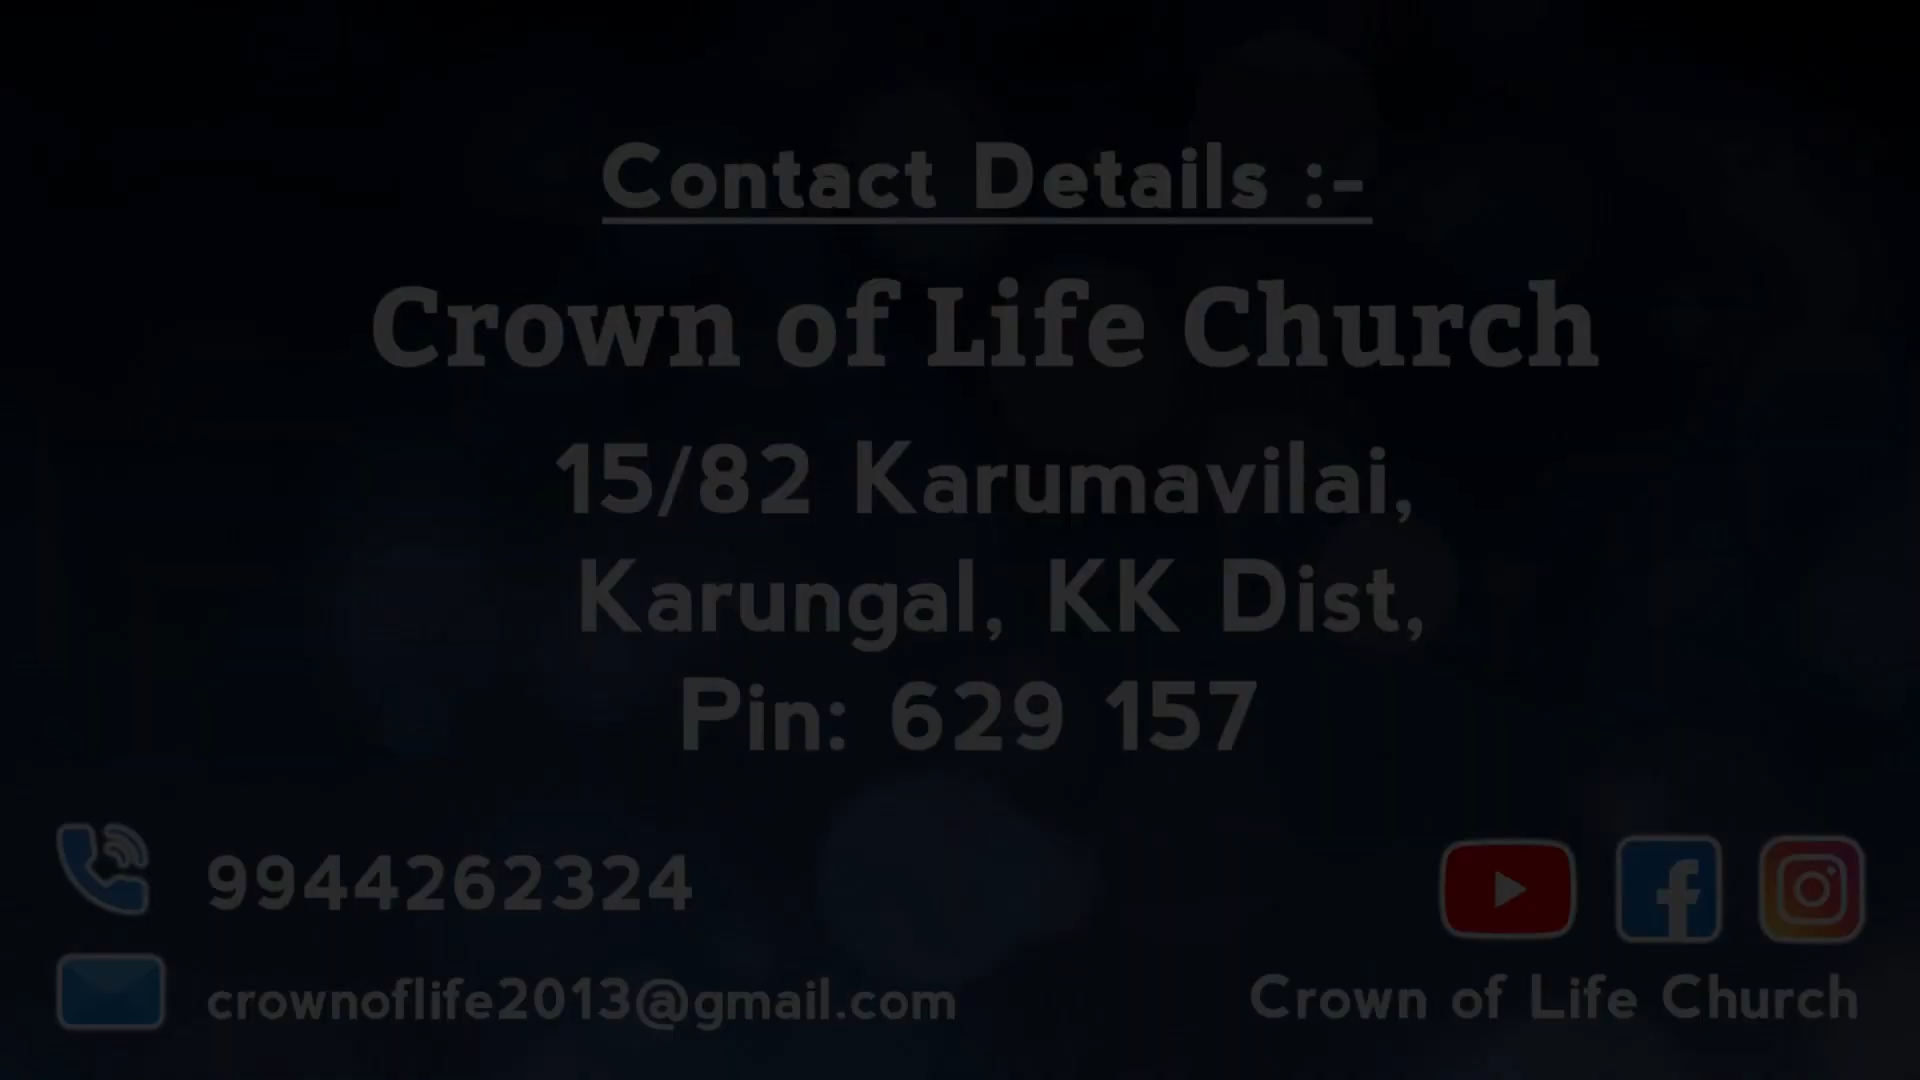 Contact Details :-
Crown of Life Church
15/82 Karumavilai,
Karungal, KK Dist,
Pin: 629 157
9944262324
crownoflife2013@gmail.com
Crown of Life Church